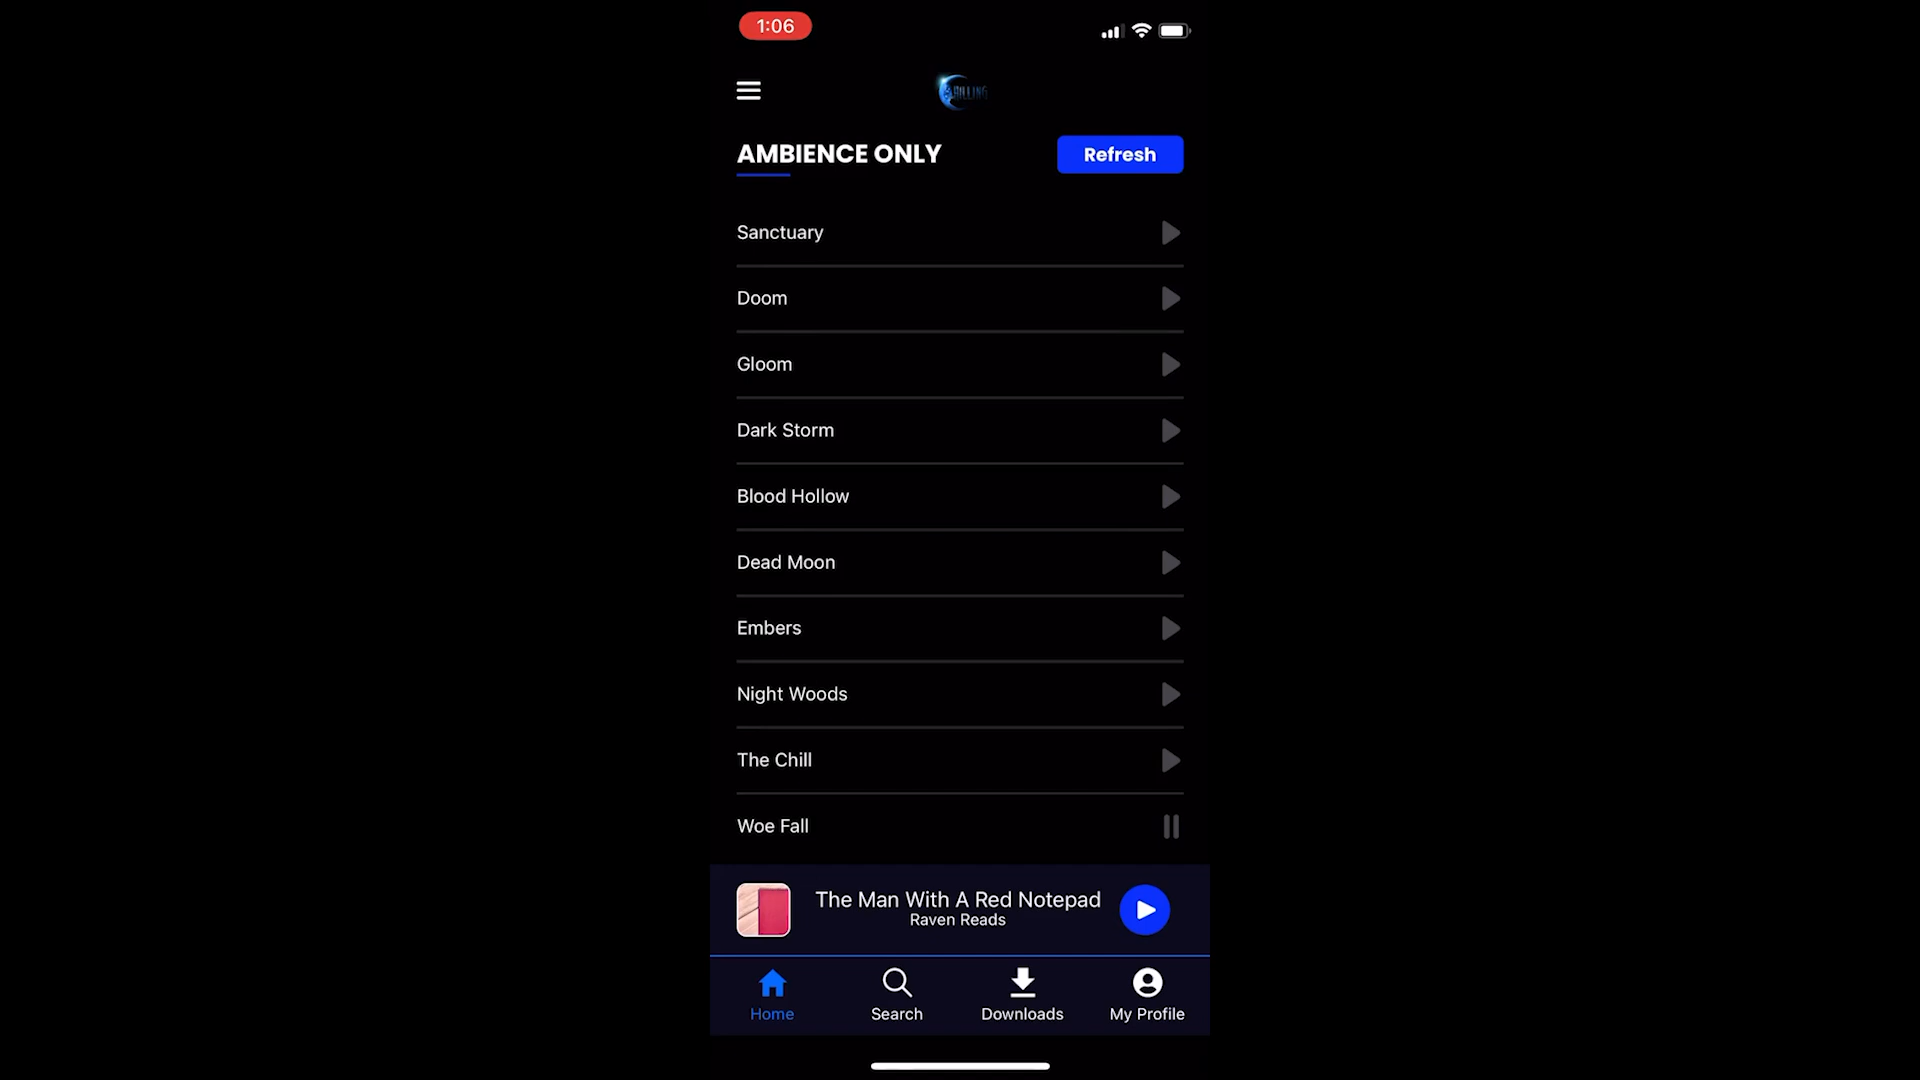 1:06
CHILLING
AMBIENCE ONLY
Refresh
Sanctuary
Doom
Gloom
Dark Storm
Blood Hollow
Dead Moon
Embers
Night Woods
The Chill
Woe Fall
The Man With A Red Notepad
Raven Reads
Home
Search
Downloads
My Profile